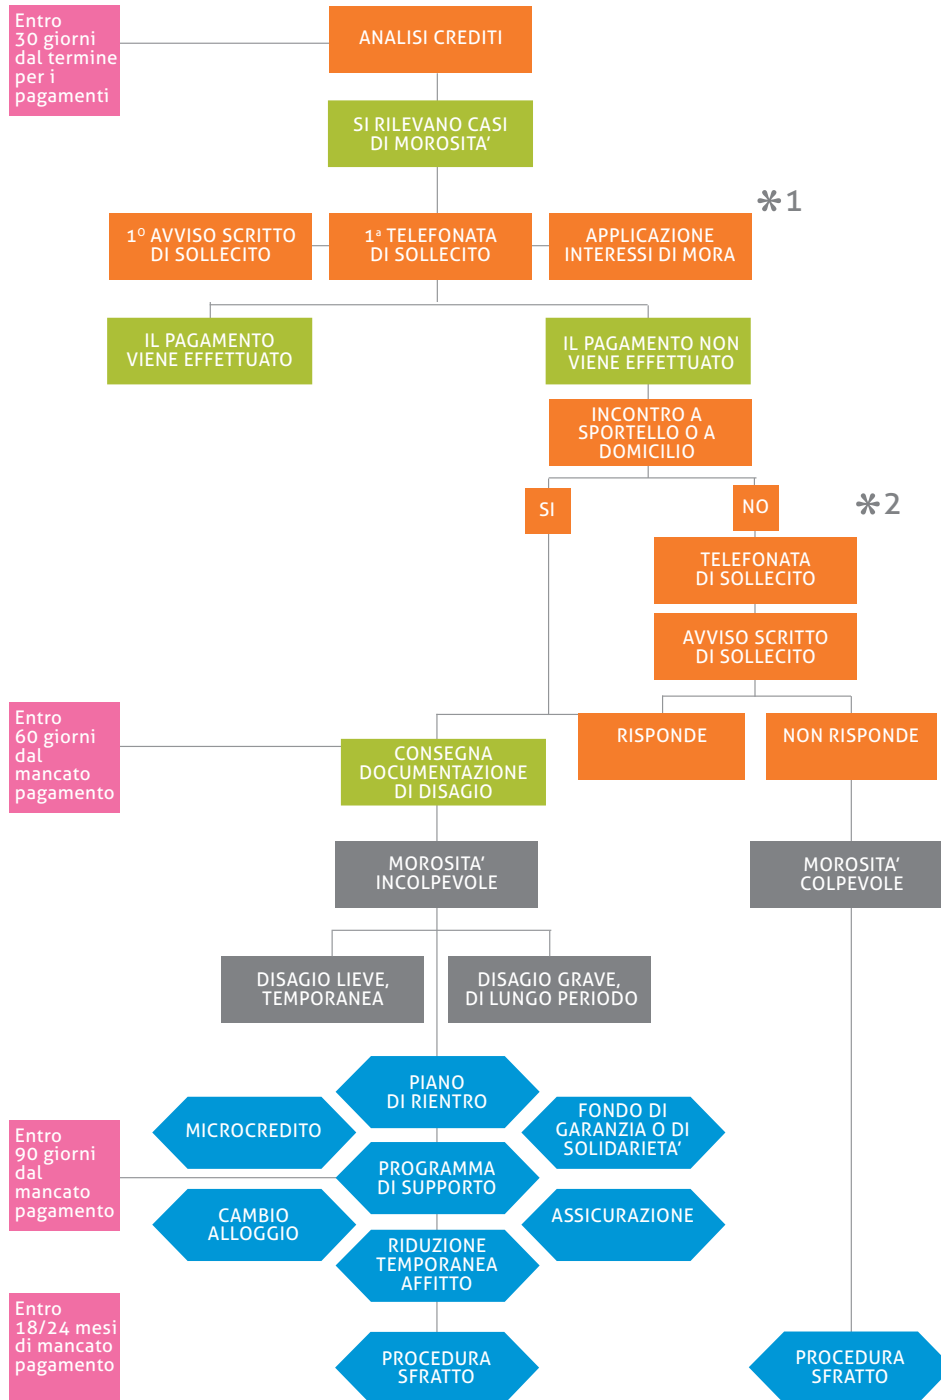 Entro
30 giorni
dal termine
per i
pagamenti
ANALISI CREDITI
SI RILEVANO CASI
DI MOROSITA'
*1
1º AVVISO SCRITTO
DI SOLLECITO
1ª TELEFONATA
DI SOLLECITO
APPLICAZIONE
INTERESSI DI MORA
IL PAGAMENTO
VIENE EFFETTUATO
IL PAGAMENTO NON
VIENE EFFETTUATO
INCONTRO A
SPORTELLO O A
DOMICILIO
SI
NO
*2
TELEFONATA
DI SOLLECITO
AVVISO SCRITTO
DI SOLLECITO
Entro
60 giorni
dal
mancato
pagamento
RISPONDE
NON RISPONDE
CONSEGNA
DOCUMENTAZIONE
DI DISAGIO
MOROSITA'
INCOLPEVOLE
MOROSITA'
COLPEVOLE
DISAGIO LIEVE,
TEMPORANEA
DISAGIO GRAVE,
DI LUNGO PERIODO
PIANO
DI RIENTRO
MICROCREDITO
FONDO DI
GARANZIA O DI
SOLIDARIETA'
Entro
90 giorni
dal
mancato
pagamento
PROGRAMMA
DI SUPPORTO
CAMBIO
ALLOGGIO
ASSICURAZIONE
RIDUZIONE
TEMPORANEA
AFFITTO
Entro
18/24 mesi
di mancato
pagamento
PROCEDURA
SFRATTO
PROCEDURA
SFRATTO